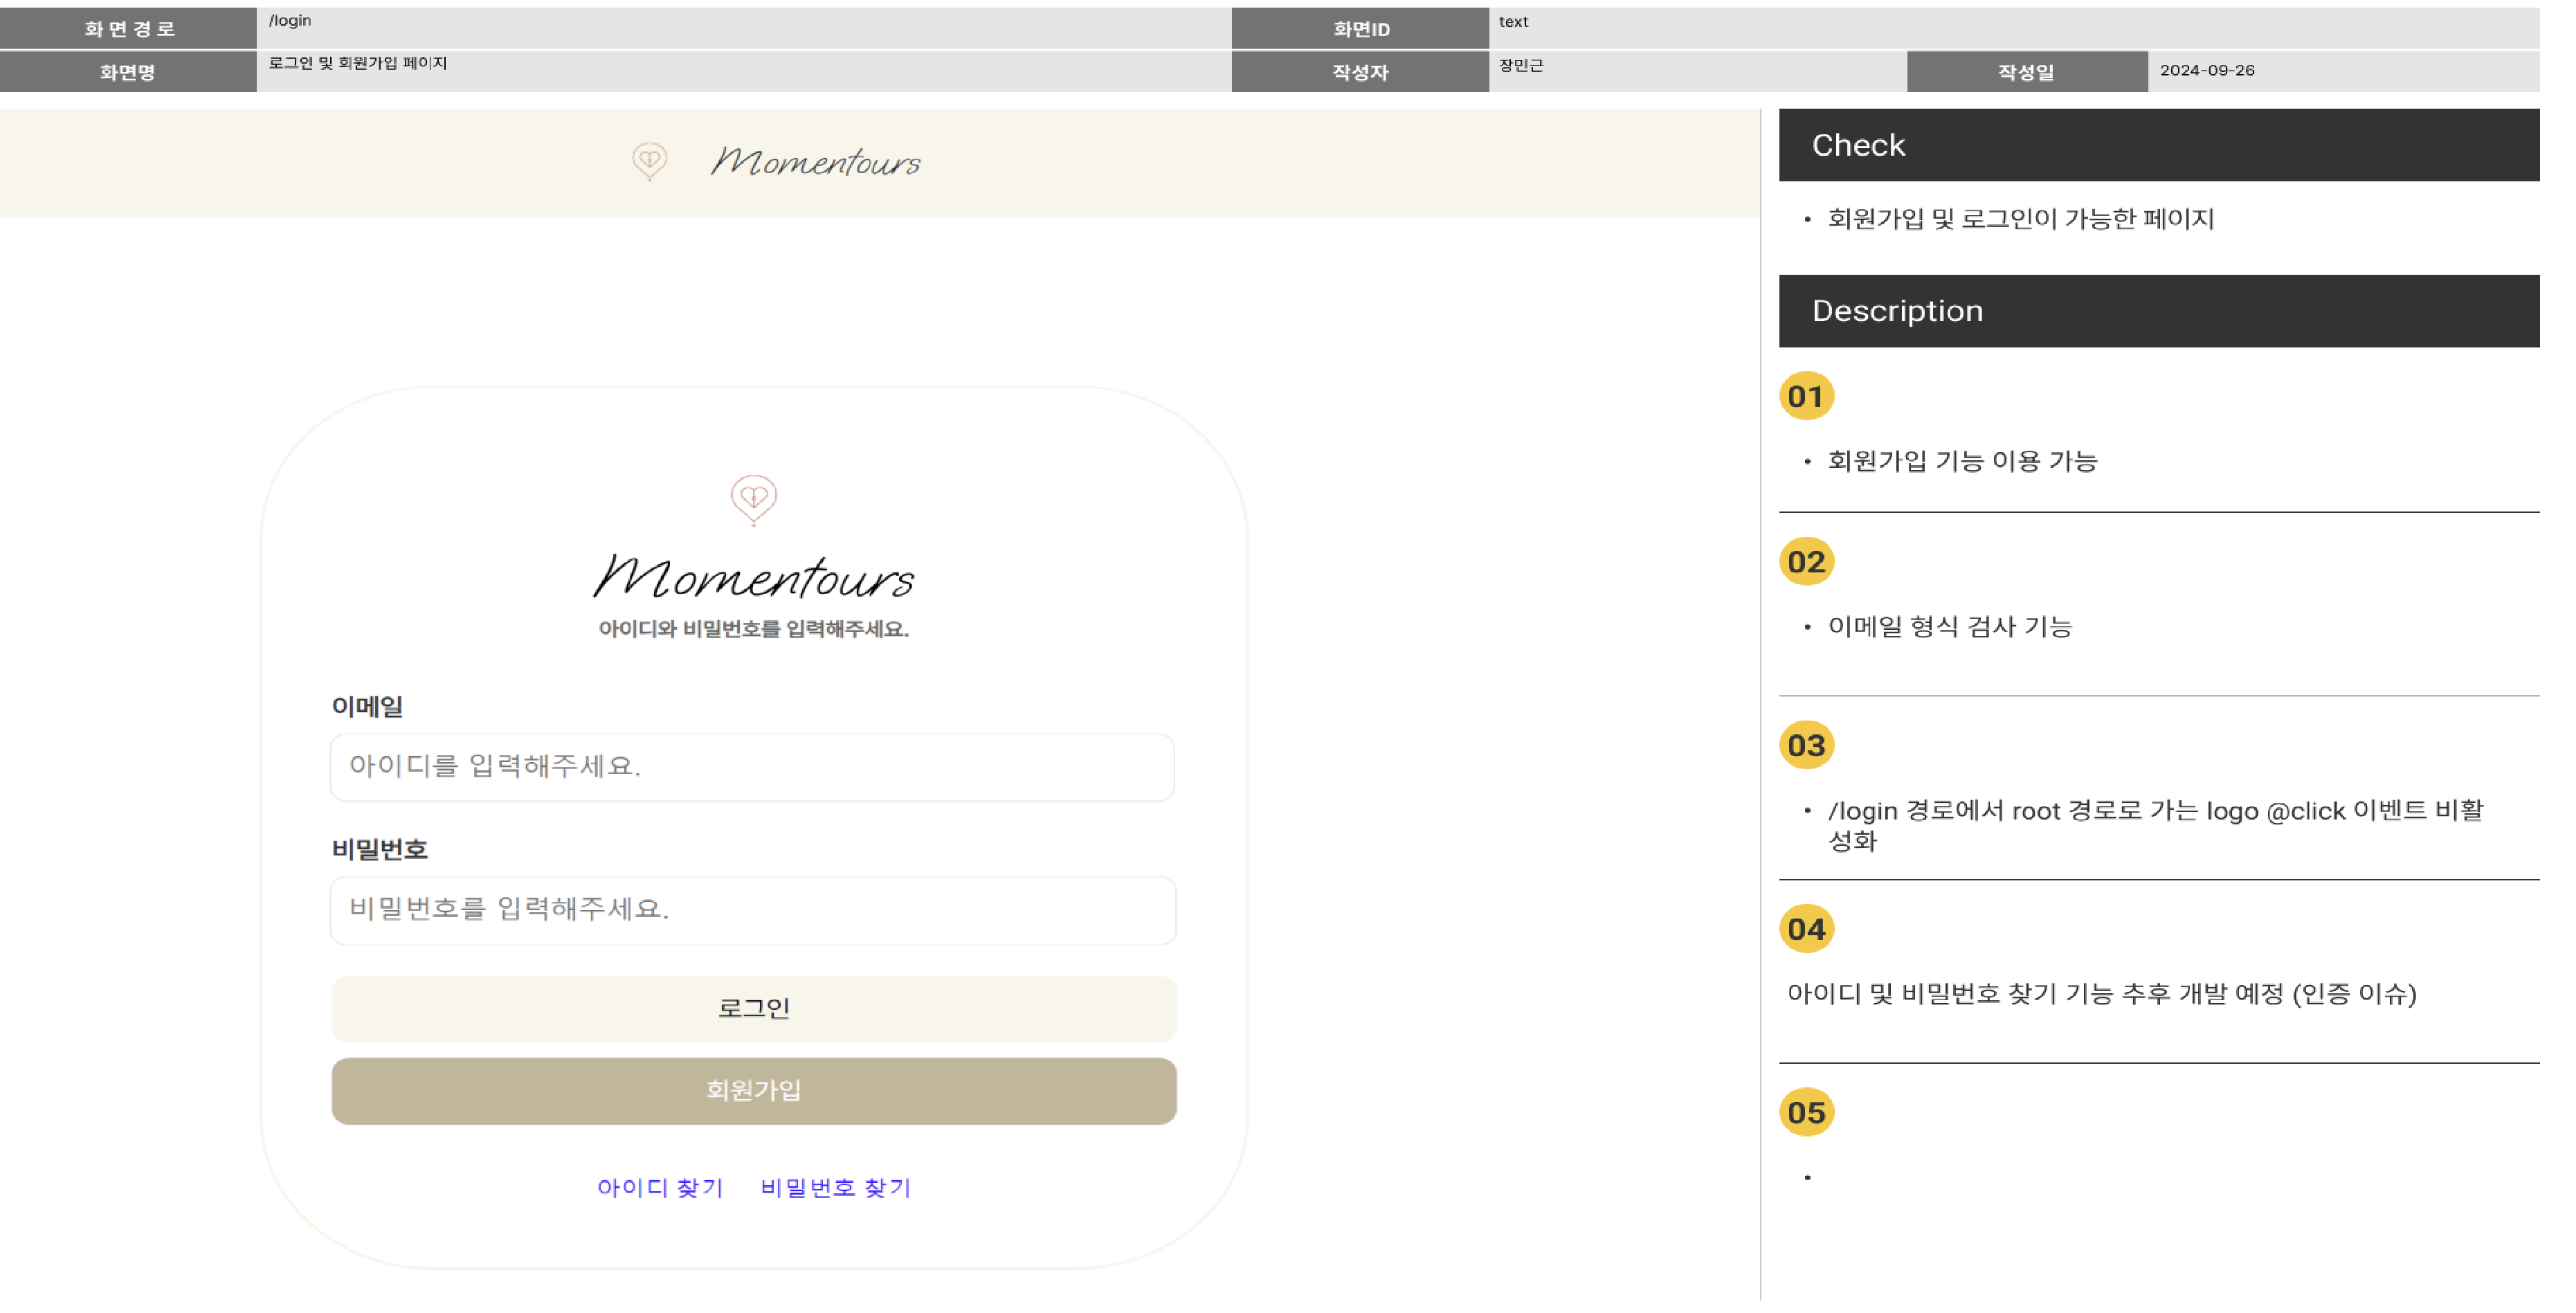 화 면 경 로 /login 화면ID text
화면명 로그인 및 회원가입 페이지 작성자 장민근 작성일 2024-09-26
Momentours
Momentours
아이디와 비밀번호를 입력해주세요.
이메일
아이디를 입력해주세요.
비밀번호
비밀번호를 입력해주세요.
로그인
회원가입
아이디 찾기 비밀번호 찾기
Check
• 회원가입 및 로그인이 가능한 페이지
Description
01
• 회원가입 기능 이용 가능
02
• 이메일 형식 검사 기능
03
• /login 경로에서 root 경로로 가는 logo @click 이벤트 비활
성화
04
아이디 및 비밀번호 찾기 기능 추후 개발 예정 (인증 이슈)
05
•